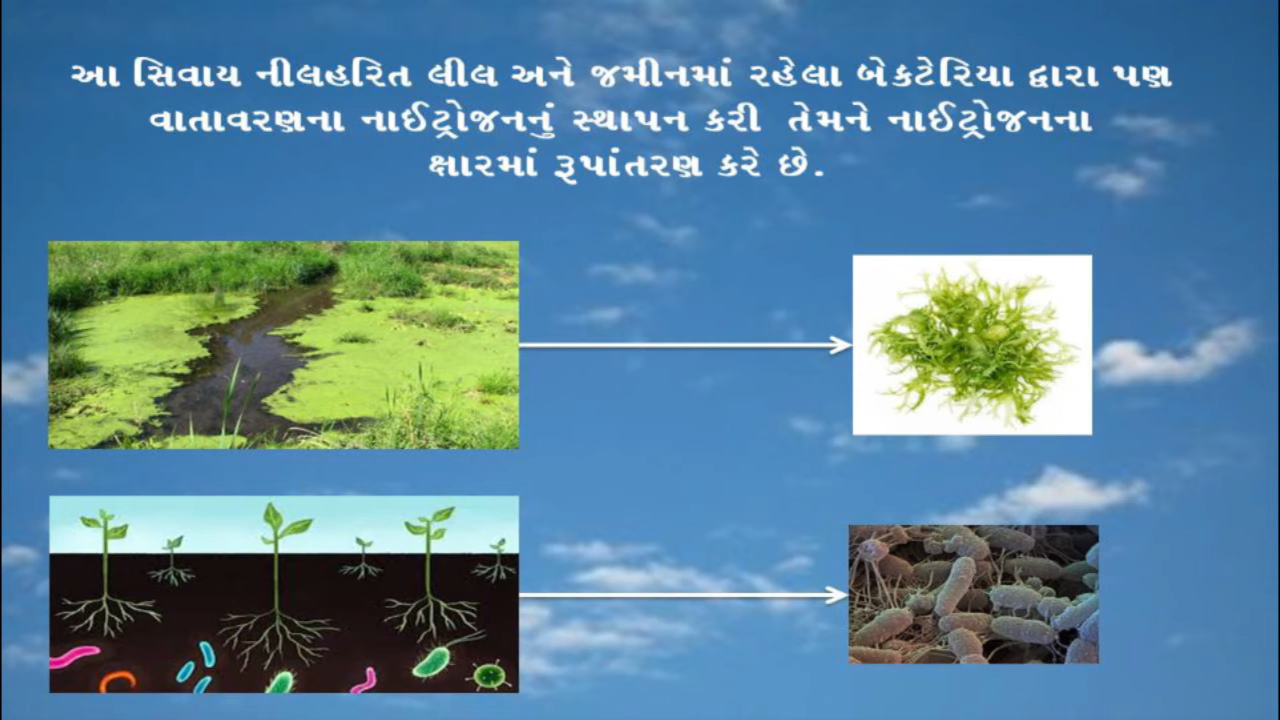 આ સિવાય નીલહરિત લીલ અને જમીનમાં રહેલા બેકટેરિયા દ્વારા પણ
વાતાવરણના નાઈટ્રોજનનું સ્થાપન કરી તેમને નાઈટ્રોજનના
ક્ષારમાં રૂપાંતરણ કરે છે.